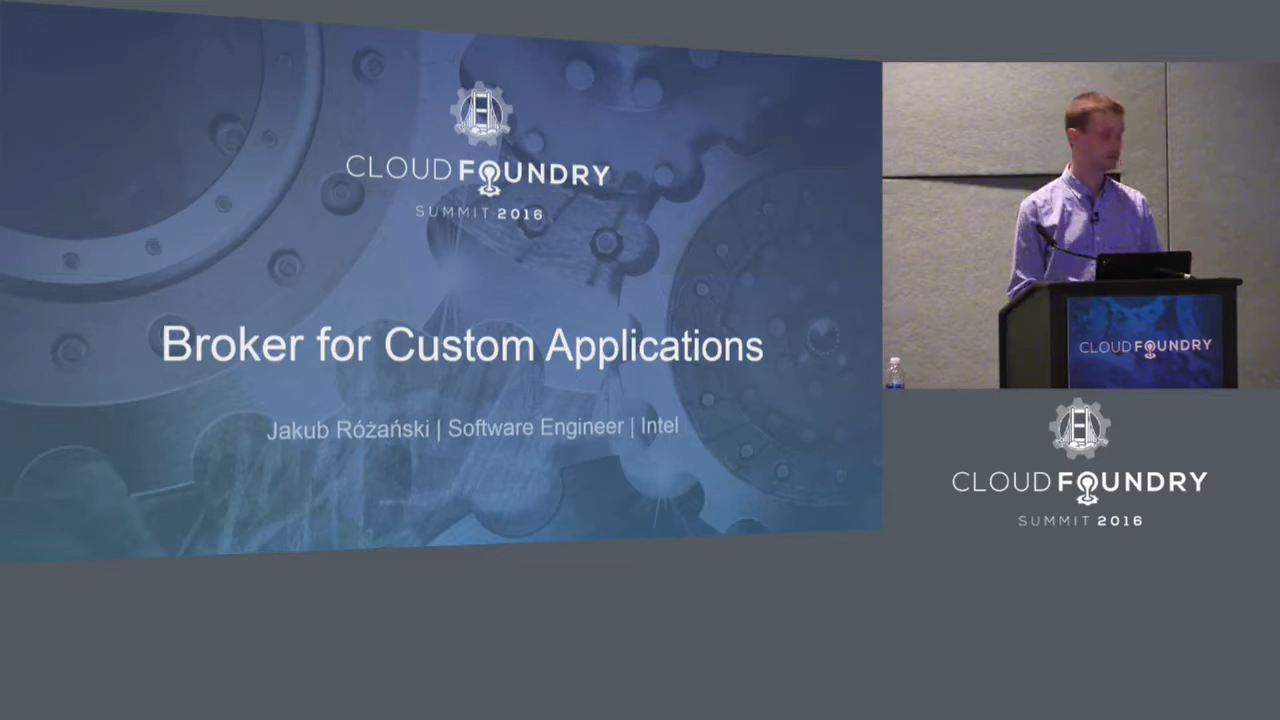 CLOUD FOUNDRY
SUMMIT 2016
Broker for Custom Applications
Jakub Różański | Software Engineer | Intel
CLOUD FOUNDRY
CLOUD FOUNDRY
SUMMIT 2016